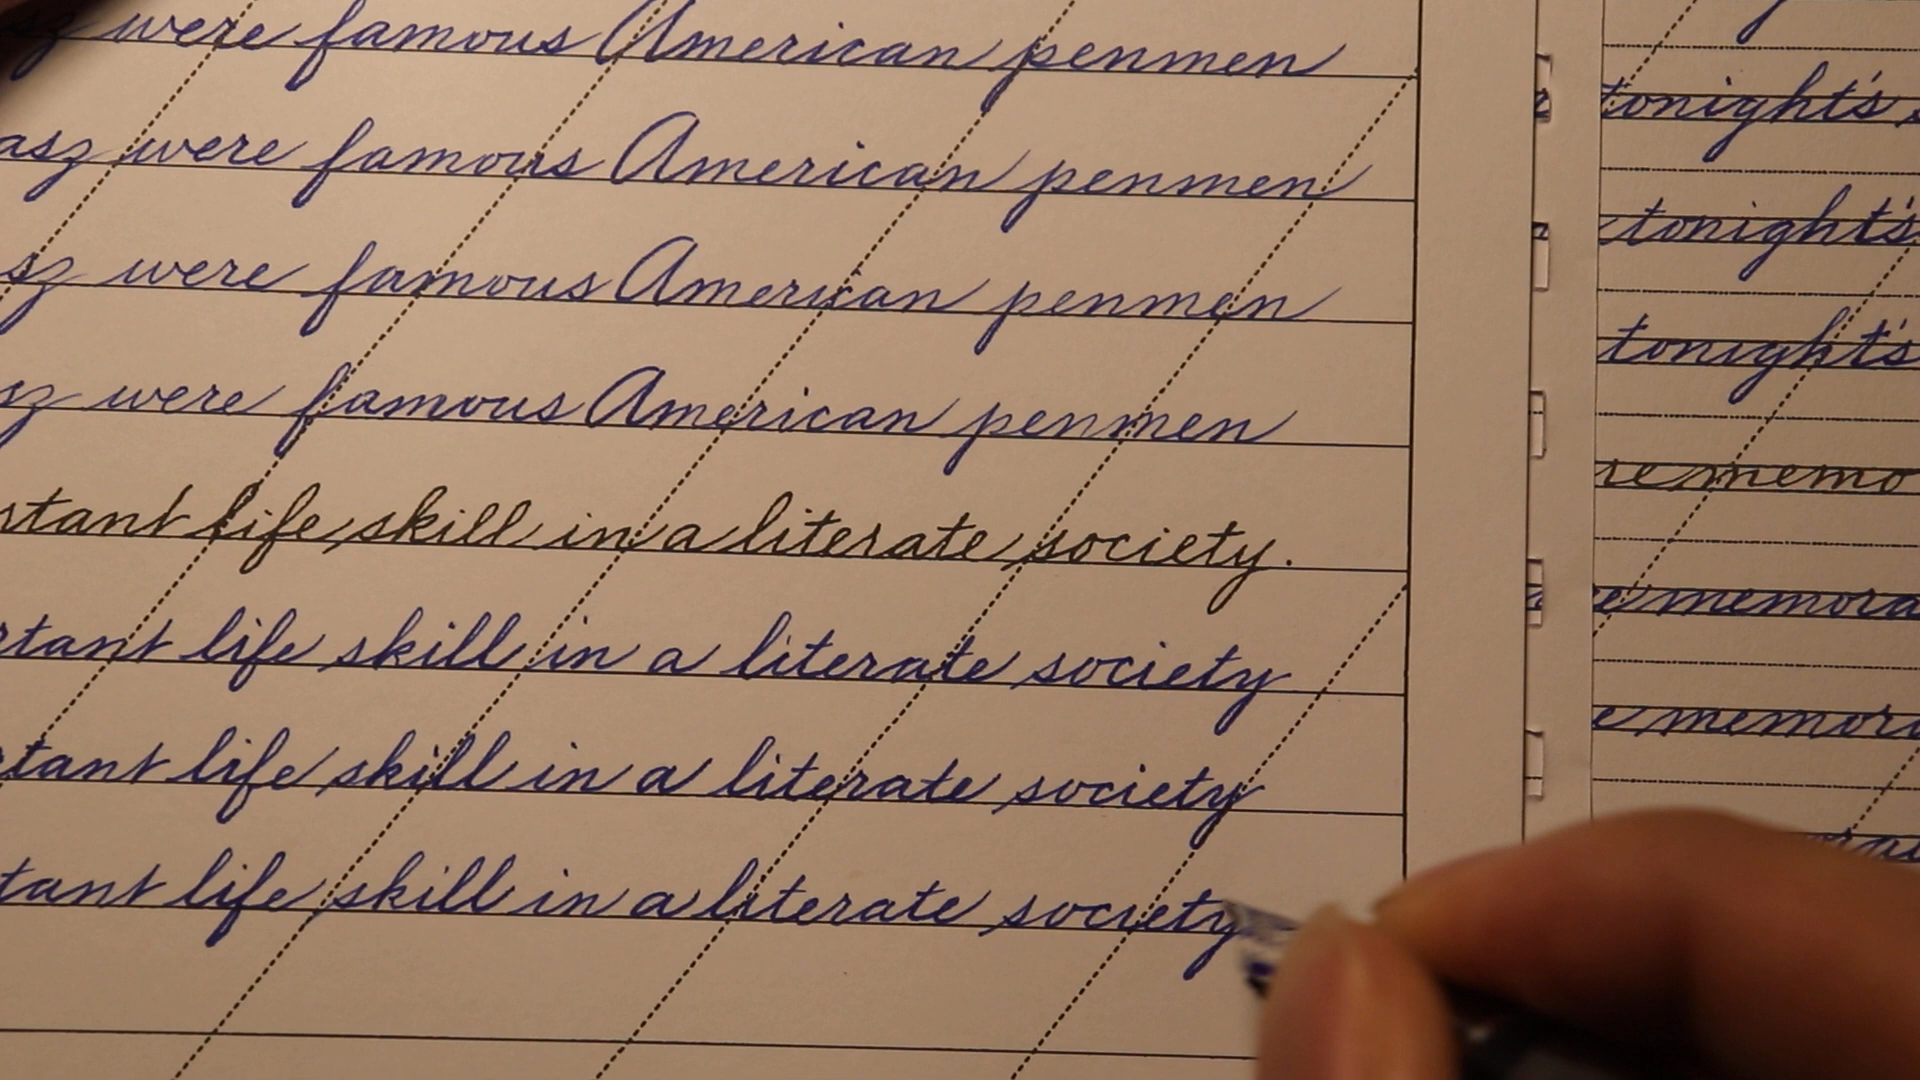 were famous American penmen
were famous American penmen
were famous American penmen
were famous American penmen
life skill in a literate society.
life skill in a literate society
life skill in a literate society
life skill in a literate society
tonight's
tonight's
tonight's